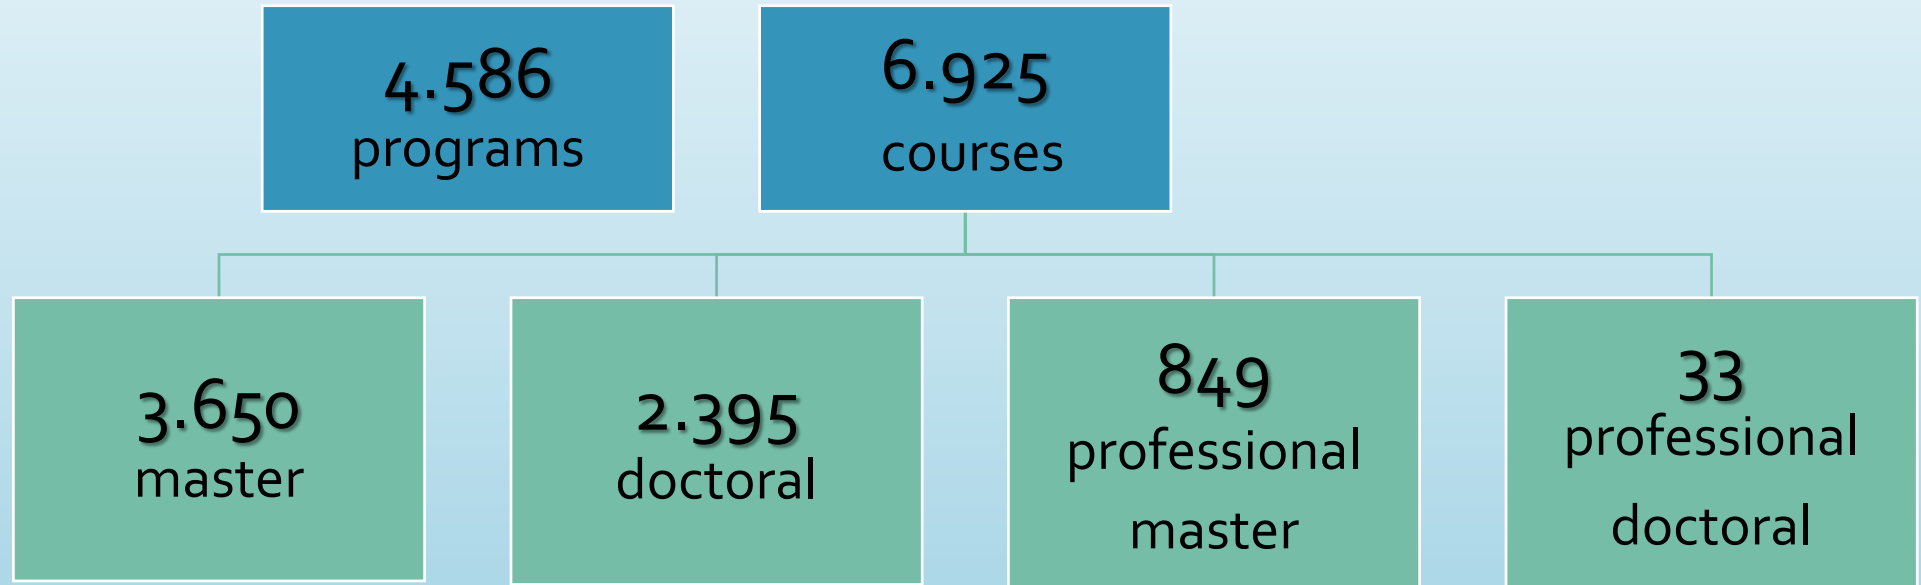 4.586
programs
6.925
courses
3.650
master
2.395
doctoral
849
professional
master
33
professional
doctoral